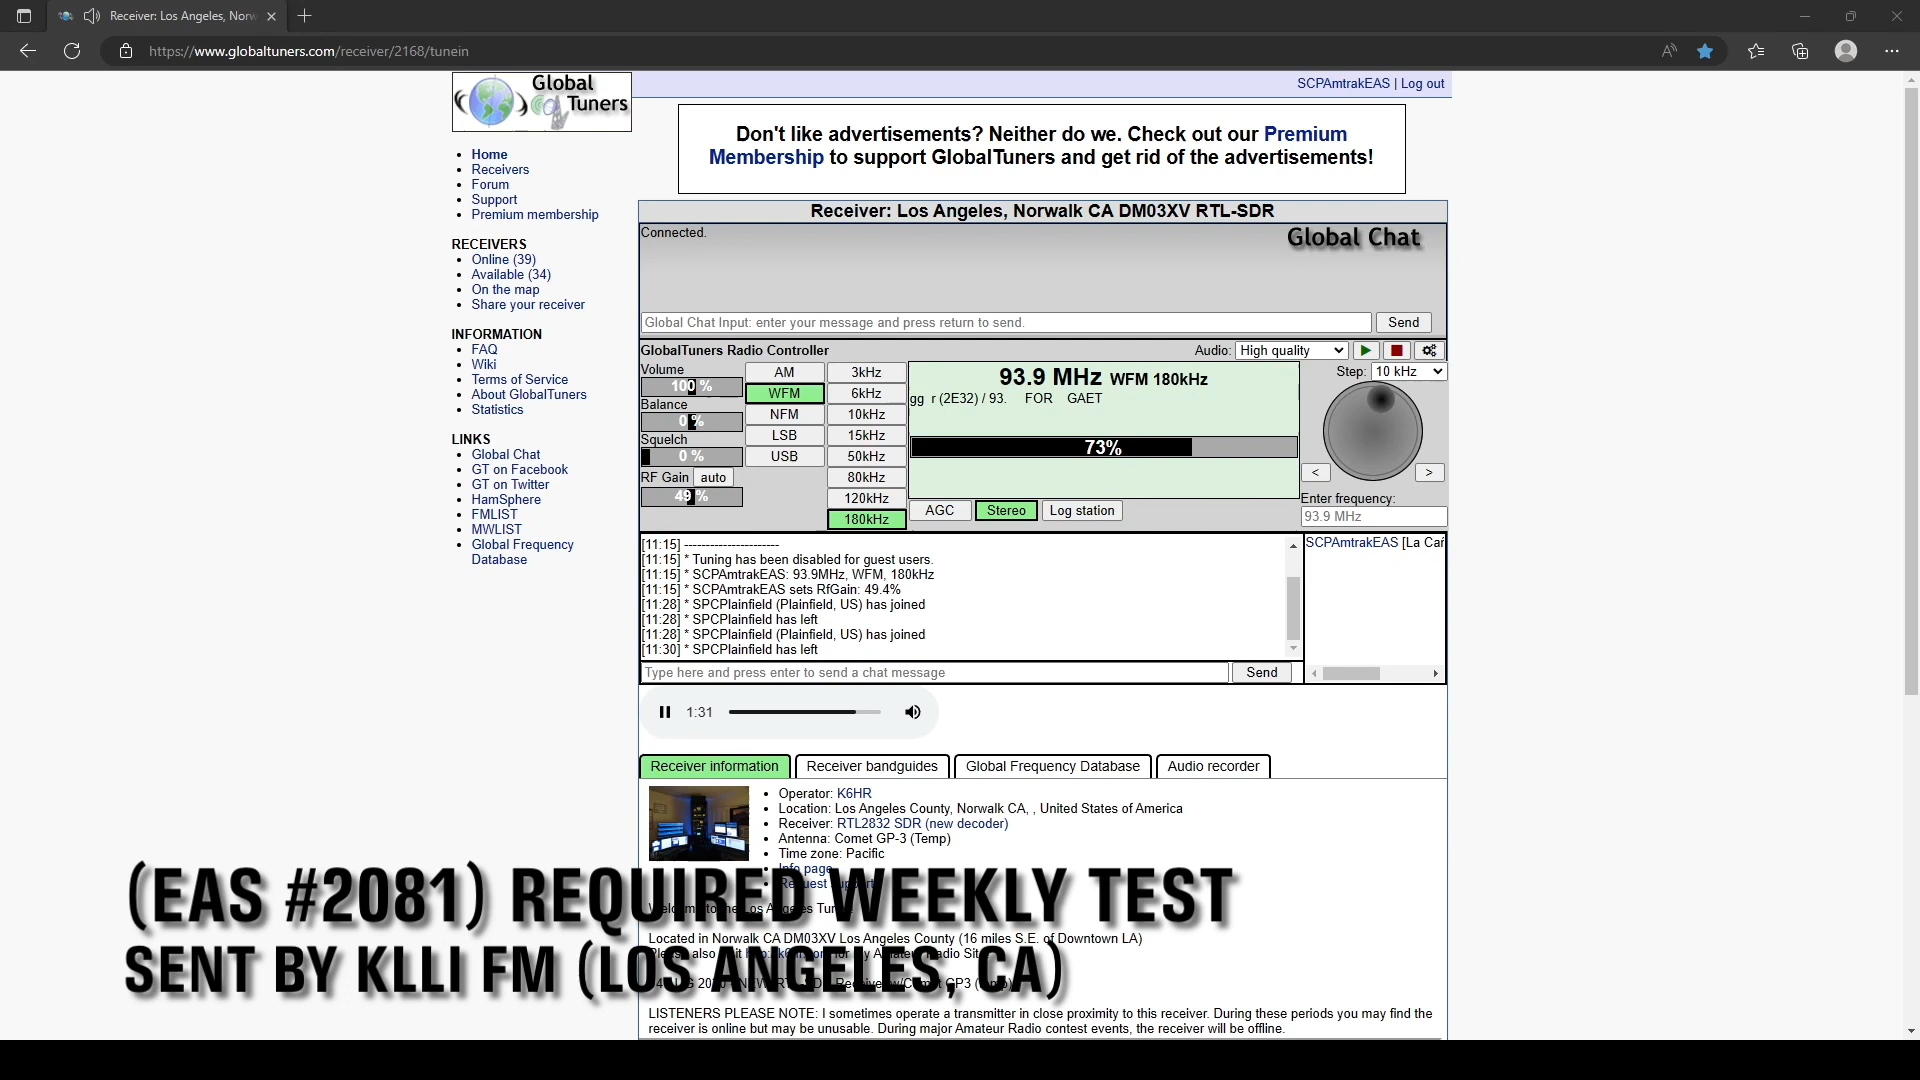 Receiver: Los Angeles, Norw
https://www.globaltuners.com/receiver/2168/tunein
Global
Tuners
SCPAmtrakEAS | Log out
Don't like advertisements? Neither do we. Check out our Premium
Membership to support GlobalTuners and get rid of the advertisements!
Home
Receivers
Forum
Support
Premium membership
RECEIVERS
Online (39)
Available (34)
On the map
Share your receiver
INFORMATION
FAQ
Wiki
Terms of Service
About GlobalTuners
Statistics
LINKS
Global Chat
GT on Facebook
GT on Twitter
HamSphere
FMLIST
MWLIST
Global Frequency
Database
Receiver: Los Angeles, Norwalk CA DM03XV RTL-SDR
Connected.
Global Chat
Global Chat Input: enter your message and press return to send.
Send
GlobalTuners Radio Controller
Audio: High quality
Volume
100 %
Balance
0 %
Squelch
0 %
RF Gain auto
49 %
AM
WFM
NFM
LSB
USB
3kHz
6kHz
10kHz
15kHz
50kHz
80kHz
120kHz
180kHz
93.9 MHz WFM 180kHz
gg r (2E32) / 93. FOR GAET
73%
AGC
Stereo
Log station
Step: 10 kHz
<
>
Enter frequency:
93.9 MHz
[11:15] -----------------------
[11:15] * Tuning has been disabled for guest users.
[11:15] * SCPAmtrakEAS: 93.9MHz, WFM, 180kHz
[11:15] * SCPAmtrakEAS sets RfGain: 49.4%
[11:28] * SPCPlainfield (Plainfield, US) has joined
[11:28] * SPCPlainfield has left
[11:28] * SPCPlainfield (Plainfield, US) has joined
[11:30] * SPCPlainfield has left
SCPAmtrakEAS [La Cañ
Type here and press enter to send a chat message
Send
1:31
Receiver information
Receiver bandguides
Global Frequency Database
Audio recorder
Operator: K6HR
Location: Los Angeles County, Norwalk CA, , United States of America
Receiver: RTL2832 SDR (new decoder)
Antenna: Comet GP-3 (Temp)
Time zone: Pacific
Info page
(EAS #2081) REQUIRED WEEKLY TEST
Located in Norwalk CA DM03XV Los Angeles County (16 miles S.E. of Downtown LA)
SENT BY KLLI FM (LOS ANGELES, CA)
LISTENERS PLEASE NOTE: I sometimes operate a transmitter in close proximity to this receiver. During these periods you may find the
receiver is online but may be unusable. During major Amateur Radio contest events, the receiver will be offline.